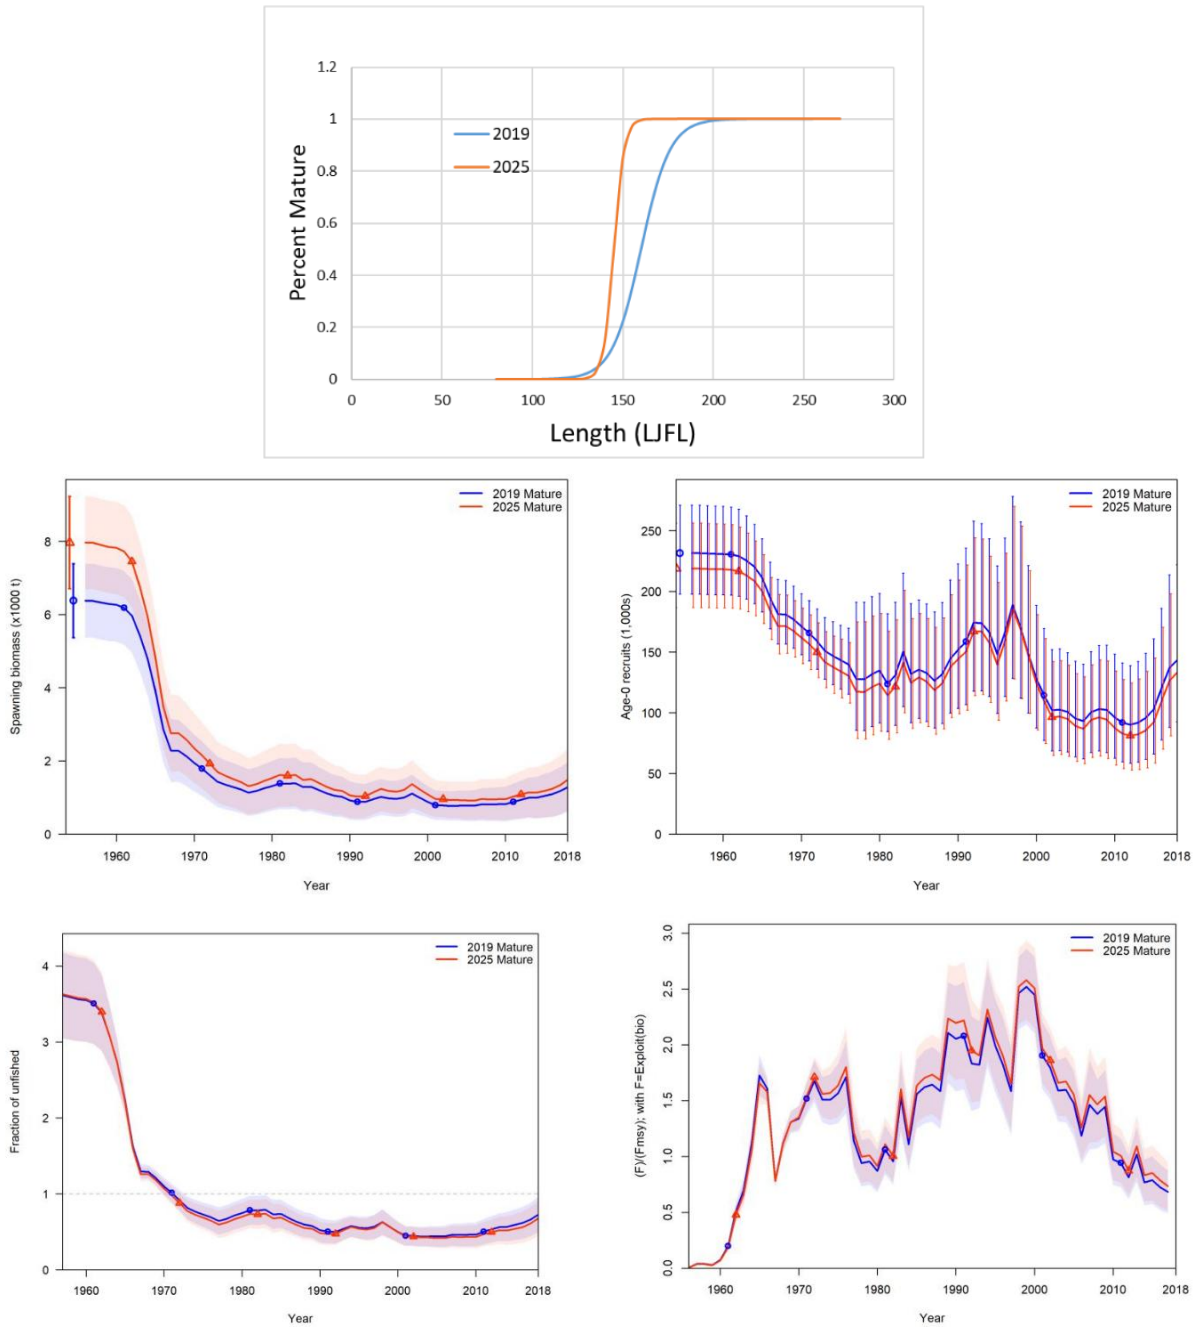 1.2
1
0.8
0.6
0.4
0.2
0
Percent Mature
2019
2025
0 50 100 150 200 250 300
Length (LJFL)
2019 Mature
2025 Mature
8
6
4
2
0
Spawning biomass (x1000 t)
1960 1970 1980 1990 2000 2010 2018
Year
2019 Mature
2025 Mature
250
200
150
100
50
0
Age-0 recruits (1,000s)
1960 1970 1980 1990 2000 2010 2018
Year
2019 Mature
2025 Mature
4
3
2
1
0
Fraction of unfished
1960 1970 1980 1990 2000 2010 2018
Year
2019 Mature
2025 Mature
3.0
2.5
2.0
1.5
1.0
0.5
0.0
(F)/(Fmsy); with F=Exploit(bio)
1960 1970 1980 1990 2000 2010 2018
Year